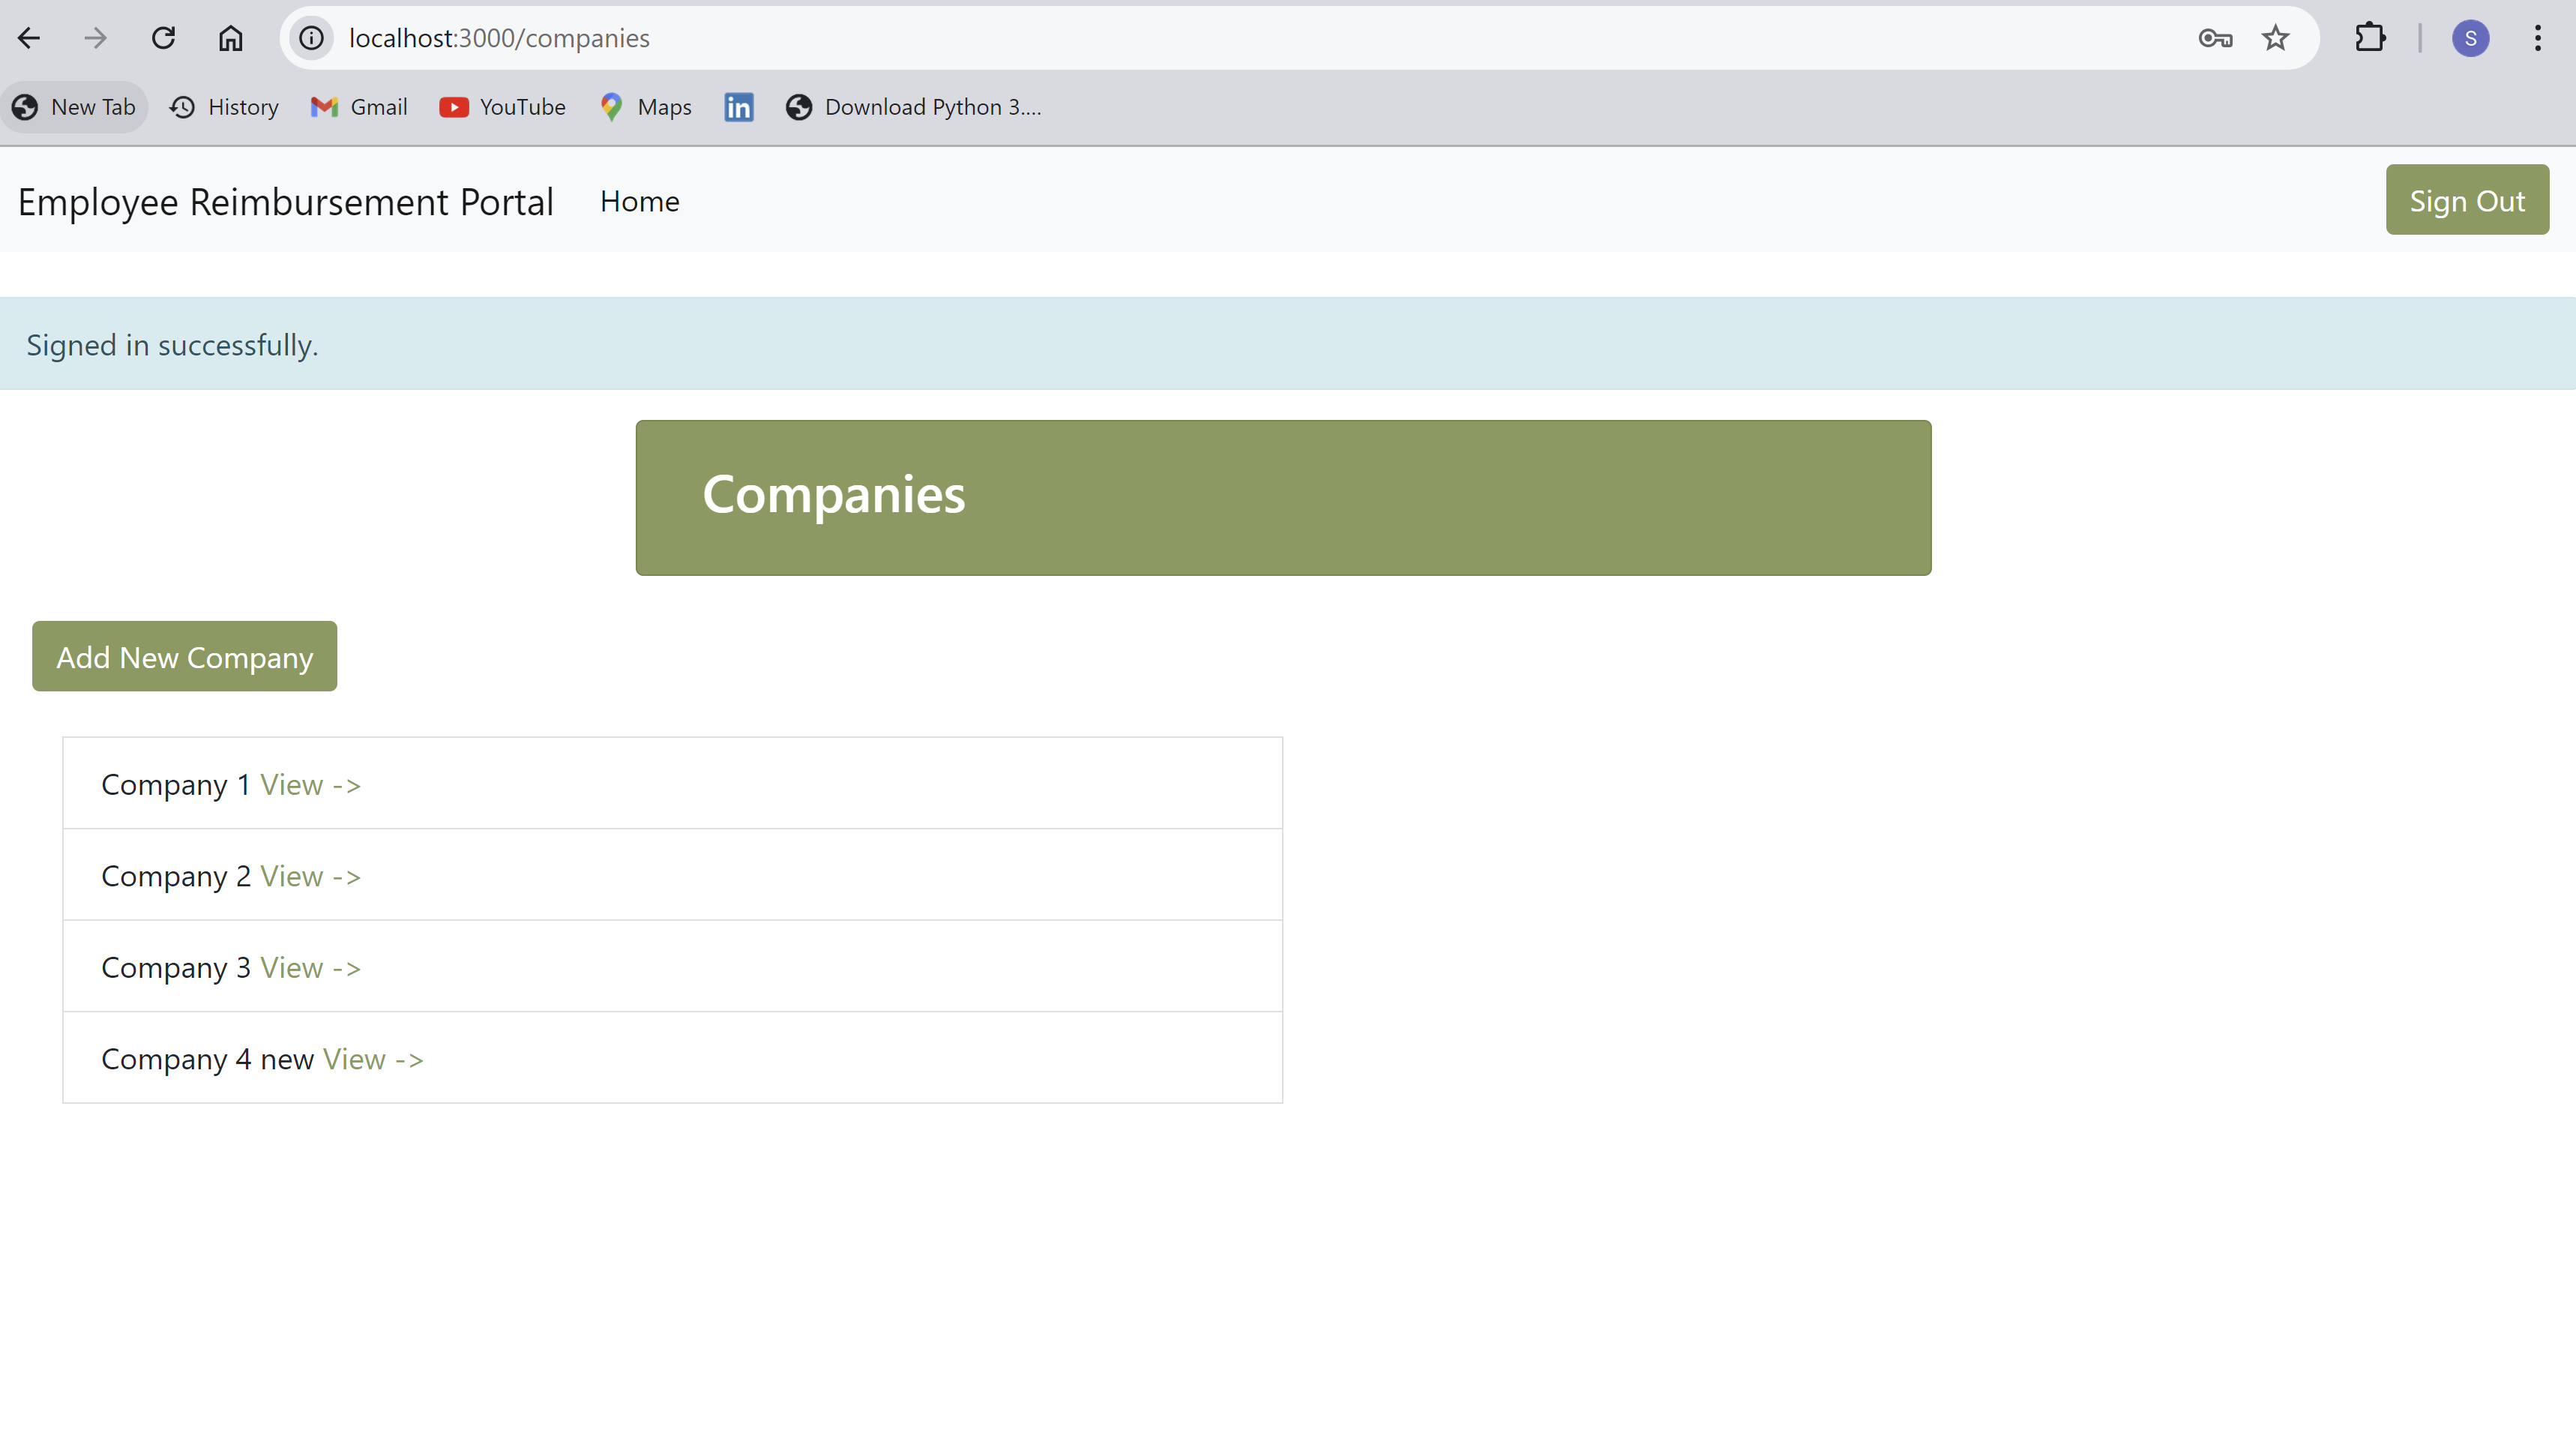 localhost:3000/companies
S
New Tab History Gmail YouTube Maps in Download Python 3....
Employee Reimbursement Portal Home Sign Out
Signed in successfully.
Companies
Add New Company
Company 1 View ->
Company 2 View ->
Company 3 View ->
Company 4 new View ->